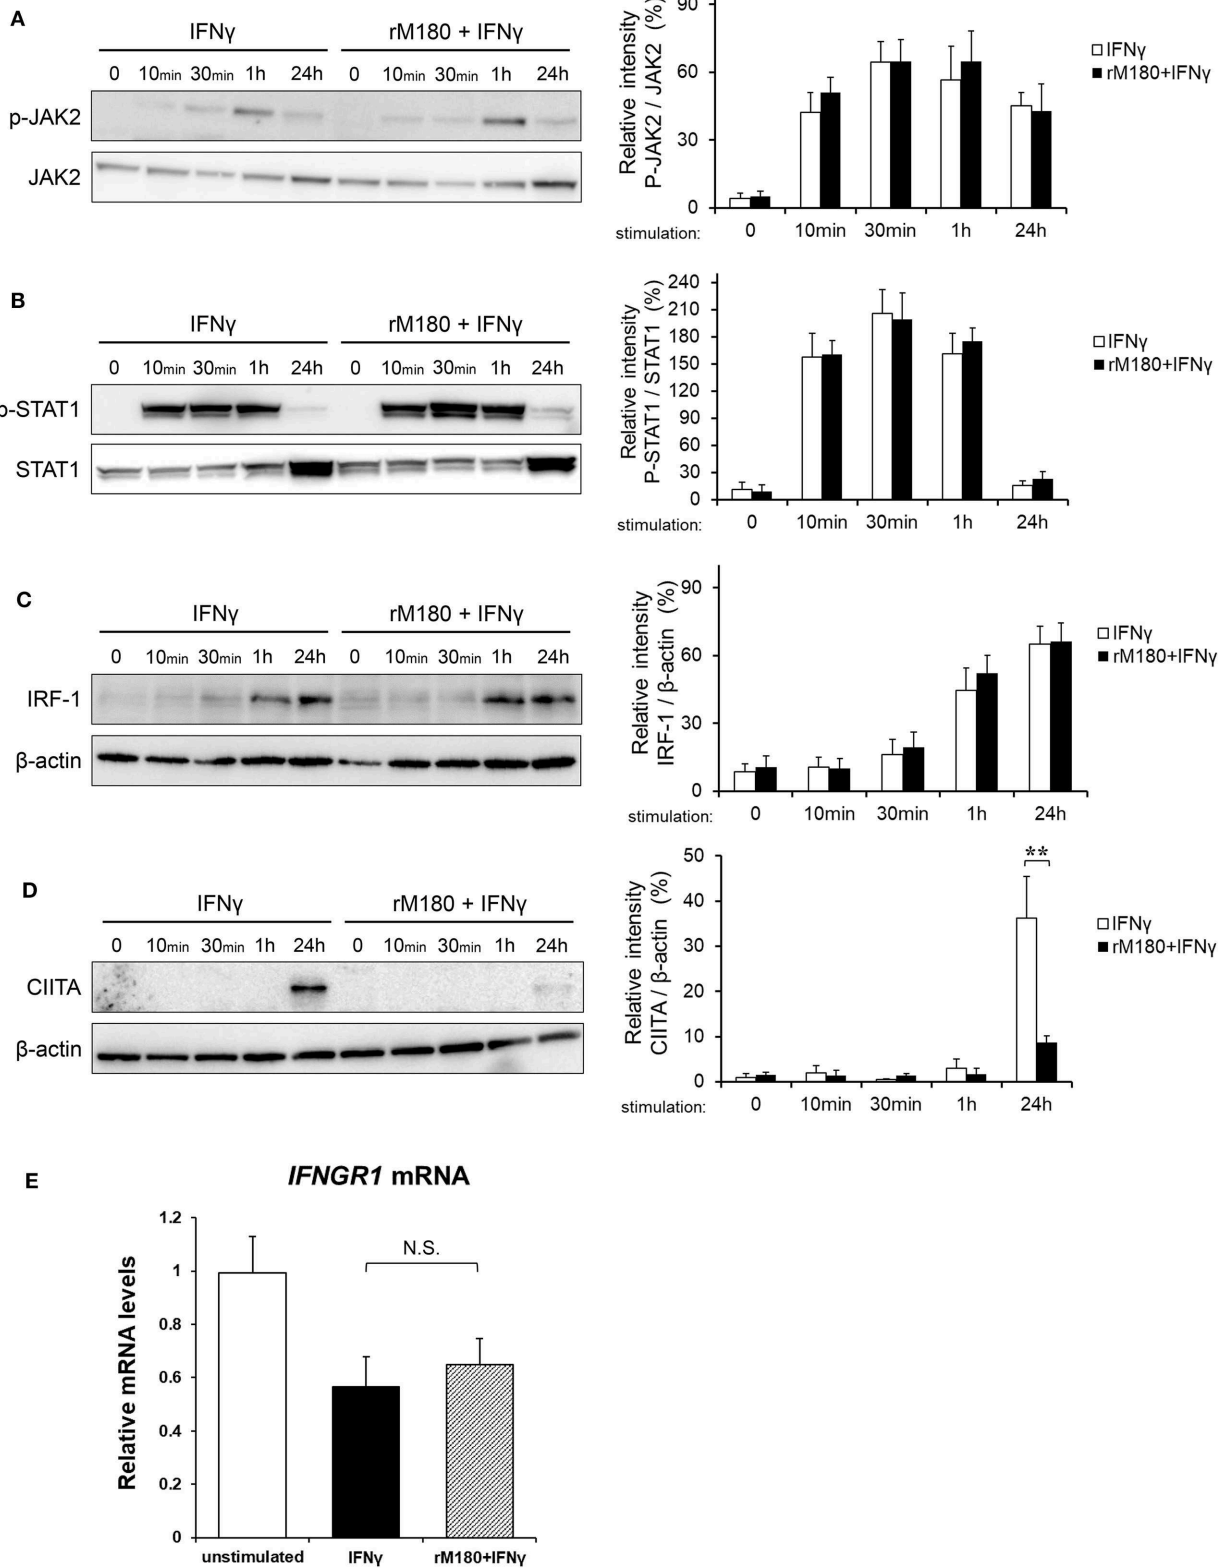 A
IFNγ
rM180 + IFNγ
0 10min 30min 1h 24h 0 10min 30min 1h 24h
p-JAK2
JAK2
Relative intensity
P-JAK2 / JAK2 (%)
90
60
30
0
stimulation: 0 10min 30min 1h 24h
IFNγ
rM180+IFNγ
B
IFNγ
rM180 + IFNγ
0 10min 30min 1h 24h 0 10min 30min 1h 24h
p-STAT1
STAT1
Relative intensity
P-STAT1 / STAT1 (%)
240
210
180
150
120
90
60
30
0
stimulation: 0 10min 30min 1h 24h
IFNγ
rM180+IFNγ
C
IFNγ
rM180 + IFNγ
0 10min 30min 1h 24h 0 10min 30min 1h 24h
IRF-1
β-actin
Relative intensity
IRF-1 / β-actin (%)
90
60
30
0
stimulation: 0 10min 30min 1h 24h
IFNγ
rM180+IFNγ
D
IFNγ
rM180 + IFNγ
0 10min 30min 1h 24h 0 10min 30min 1h 24h
CIITA
β-actin
Relative intensity
CIITA / β-actin (%)
50
40
30
20
10
0
**
stimulation: 0 10min 30min 1h 24h
IFNγ
rM180+IFNγ
E
IFNGR1 mRNA
Relative mRNA levels
1.2
1
0.8
0.6
0.4
0.2
0
N.S.
unstimulated IFNγ rM180+IFNγ